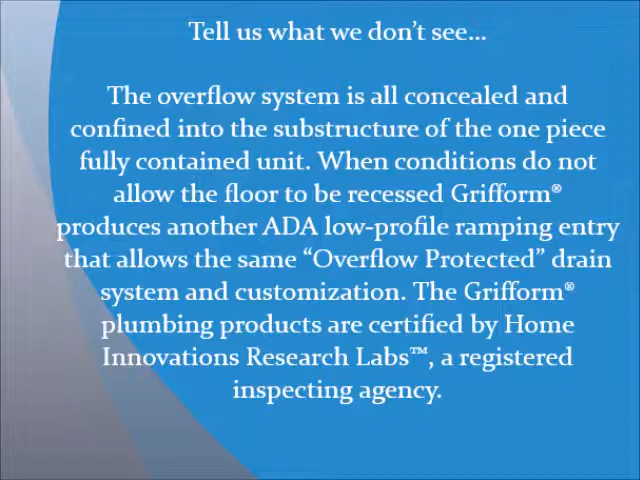 Tell us what we don’t see…
The overflow system is all concealed and
confined into the substructure of the one piece
fully contained unit. When conditions do not
allow the floor to be recessed Grifform®
produces another ADA low-profile ramping entry
that allows the same “Overflow Protected” drain
system and customization. The Grifform®
plumbing products are certified by Home
Innovations Research Labs™, a registered
inspecting agency.